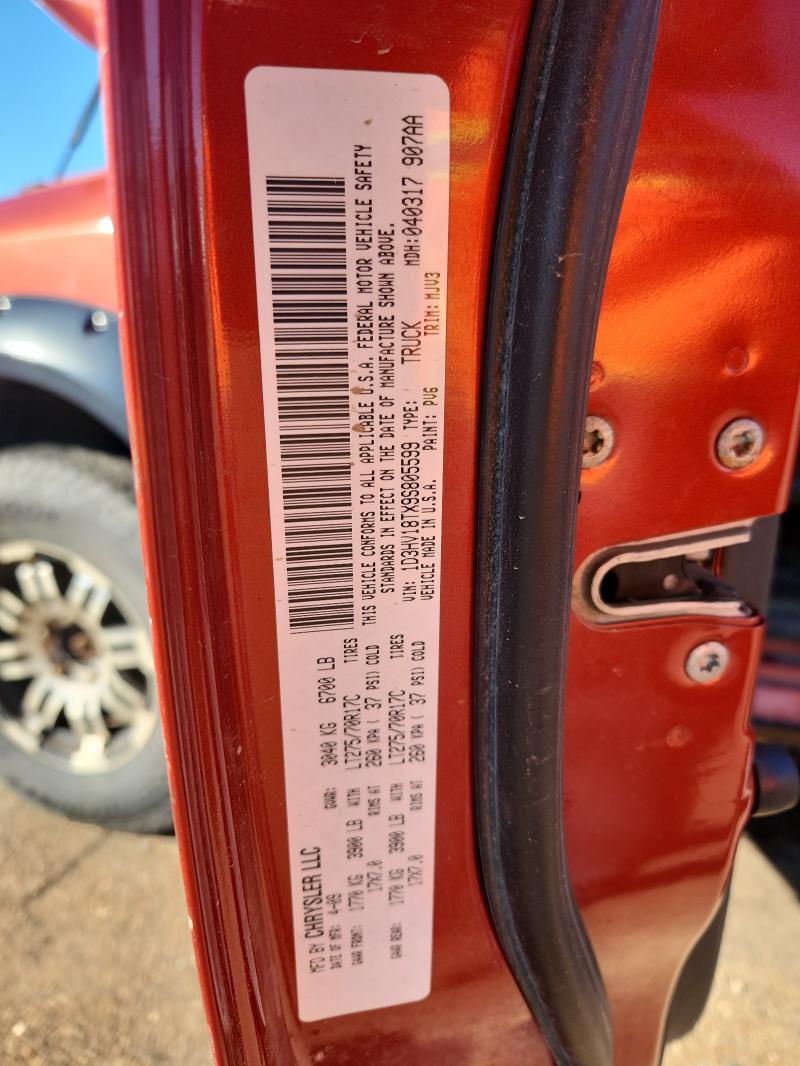 MFD BY CHRYSLER LLC
DATE OF MFR: 4-09 GVWR: 3040 KG 6700 LB
GAWR FRONT: 1770 KG 3900 LB WITH LT275/70R17C TIRES
17X7.0 RIMS AT 260 KPA ( 37 PSI) COLD
GAWR REAR: 1770 KG 3900 LB WITH LT275/70R17C TIRES
17X7.0 RIMS AT 260 KPA ( 37 PSI) COLD
THIS VEHICLE CONFORMS TO ALL APPLICABLE U.S.A. FEDERAL MOTOR VEHICLE SAFETY
STANDARDS IN EFFECT ON THE DATE OF MANUFACTURE SHOWN ABOVE.
VIN: 1D3HV18TX9S805599 TYPE: TRUCK MDH: 040317 907AA
VEHICLE MADE IN U.S.A. PAINT: PV6 TRIM: MJV3